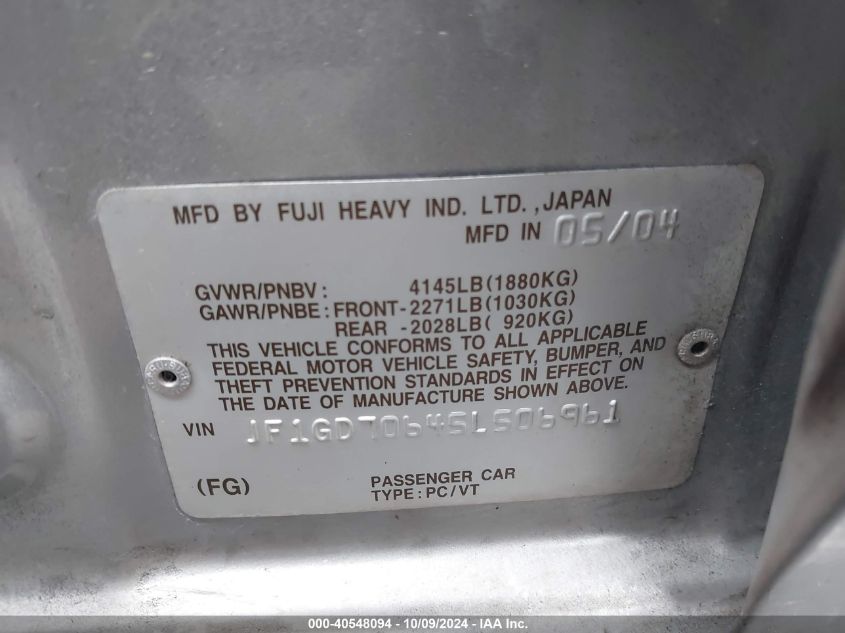 MFD BY FUJI HEAVY IND. LTD.,JAPAN
MFD IN 05/04
GVWR/PNBV: 4145LB(1880KG)
GAWR/PNBE: FRONT-2271LB(1030KG)
REAR -2028LB( 920KG)
THIS VEHICLE CONFORMS TO ALL APPLICABLE
FEDERAL MOTOR VEHICLE SAFETY, BUMPER, AND
THEFT PREVENTION STANDARDS IN EFFECT ON
THE DATE OF MANUFACTURE SHOWN ABOVE.
VIN JF1GD70645L506961
(FG) PASSENGER CAR
TYPE:PC/VT
000-40548094 - 10/09/2024 - © IAA Inc.